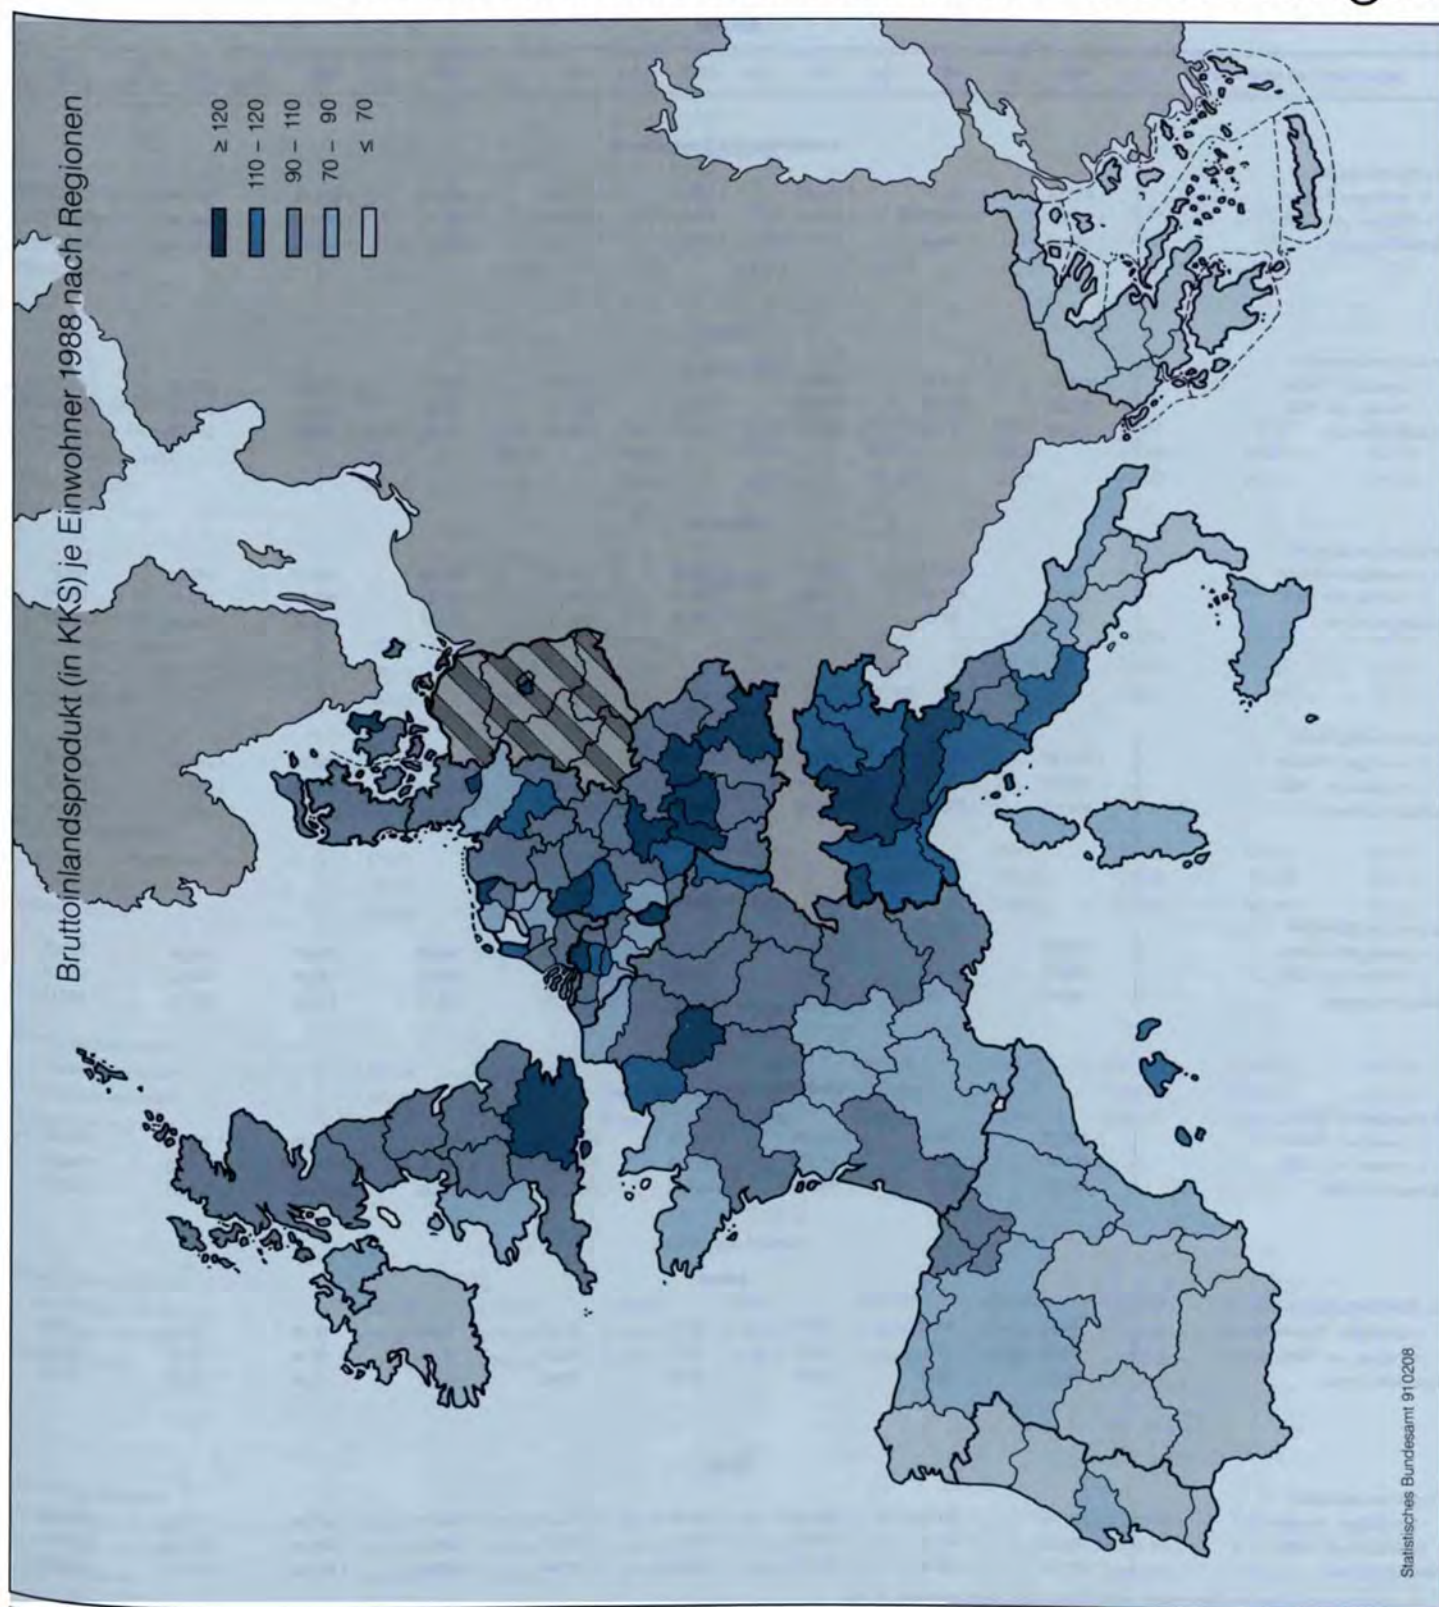 Bruttoinlandsprodukt (in KKS) je Einwohner 1988 nach Regionen
≥ 120
110 – 120
90 – 110
70 – 90
≤ 70
Statistisches Bundesamt 910208